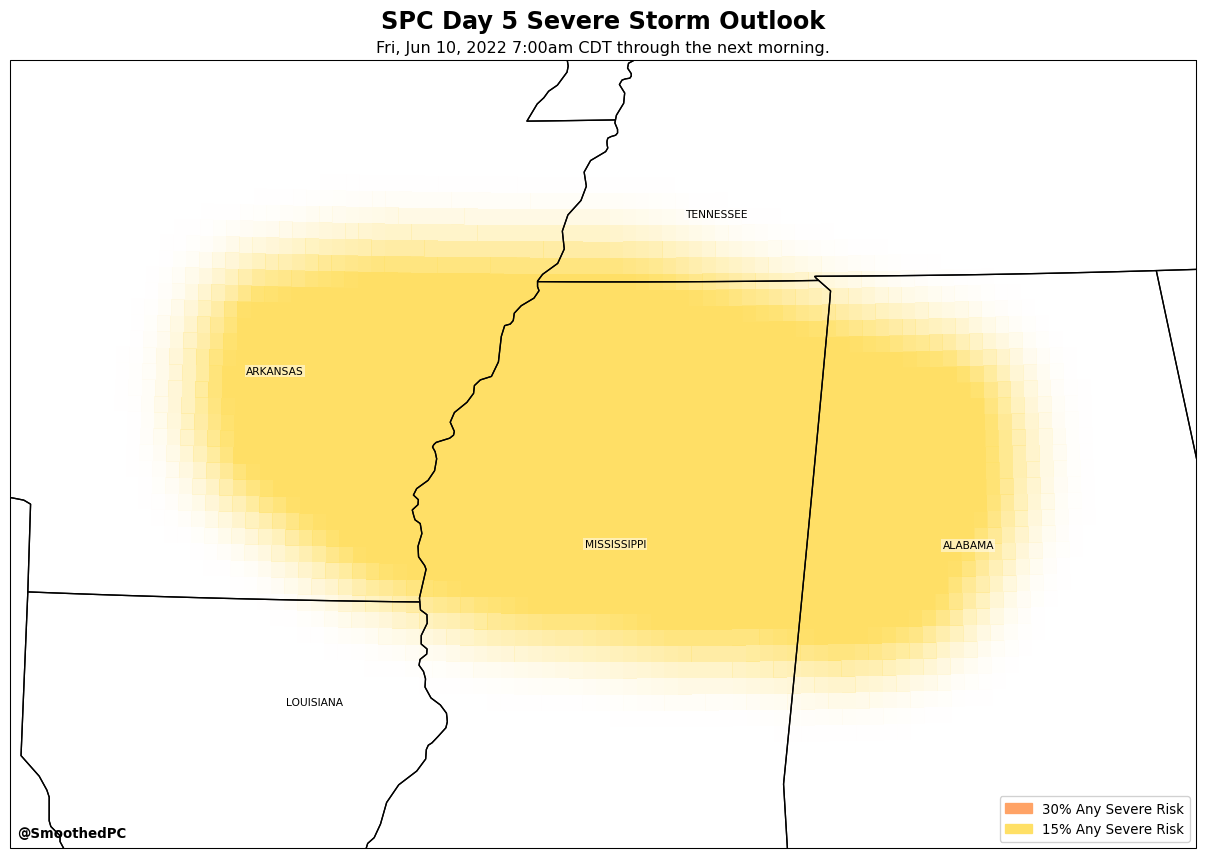 SPC Day 5 Severe Storm Outlook
Fri, Jun 10, 2022 7:00am CDT through the next morning.
TENNESSEE
ARKANSAS
MISSISSIPPI
ALABAMA
LOUISIANA
30% Any Severe Risk
15% Any Severe Risk
@SmoothedPC